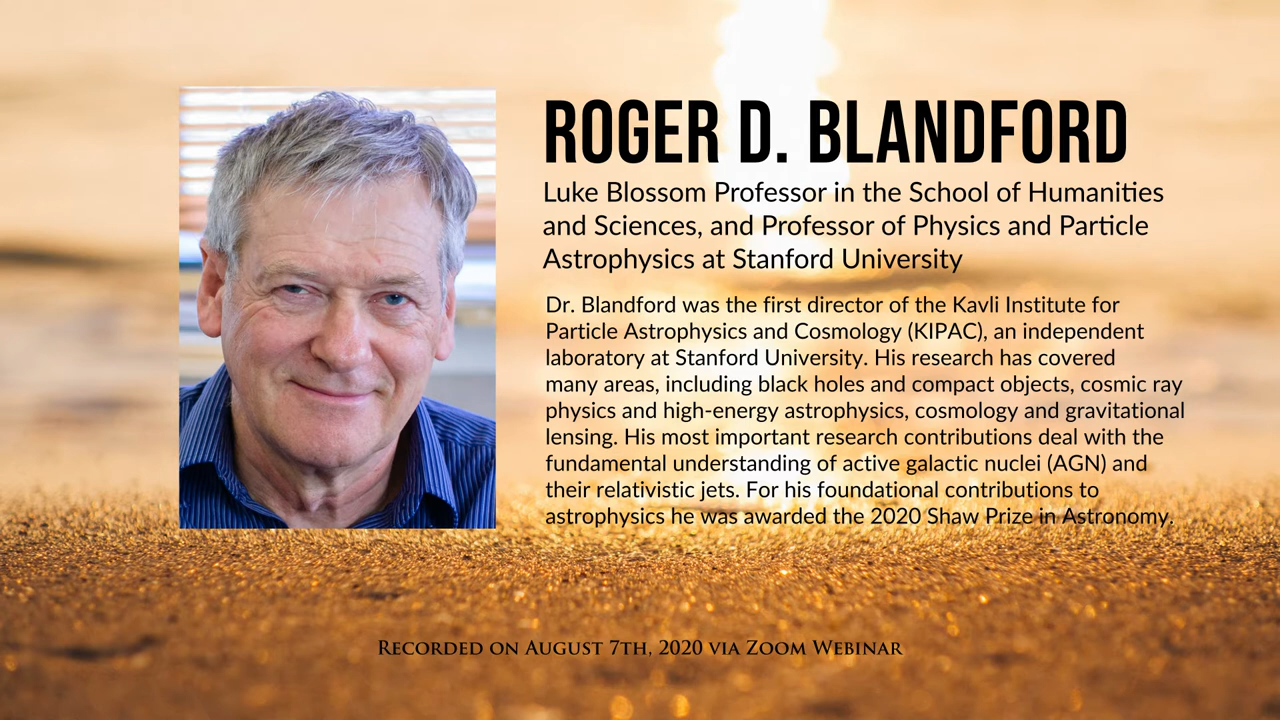 ROGER D. BLANDFORD
Luke Blossom Professor in the School of Humanities
and Sciences, and Professor of Physics and Particle
Astrophysics at Stanford University
Dr. Blandford was the first director of the Kavli Institute for
Particle Astrophysics and Cosmology (KIPAC), an independent
laboratory at Stanford University. His research has covered
many areas, including black holes and compact objects, cosmic ray
physics and high-energy astrophysics, cosmology and gravitational
lensing. His most important research contributions deal with the
fundamental understanding of active galactic nuclei (AGN) and
their relativistic jets. For his foundational contributions to
astrophysics he was awarded the 2020 Shaw Prize in Astronomy.
Recorded on August 7th, 2020 via Zoom Webinar